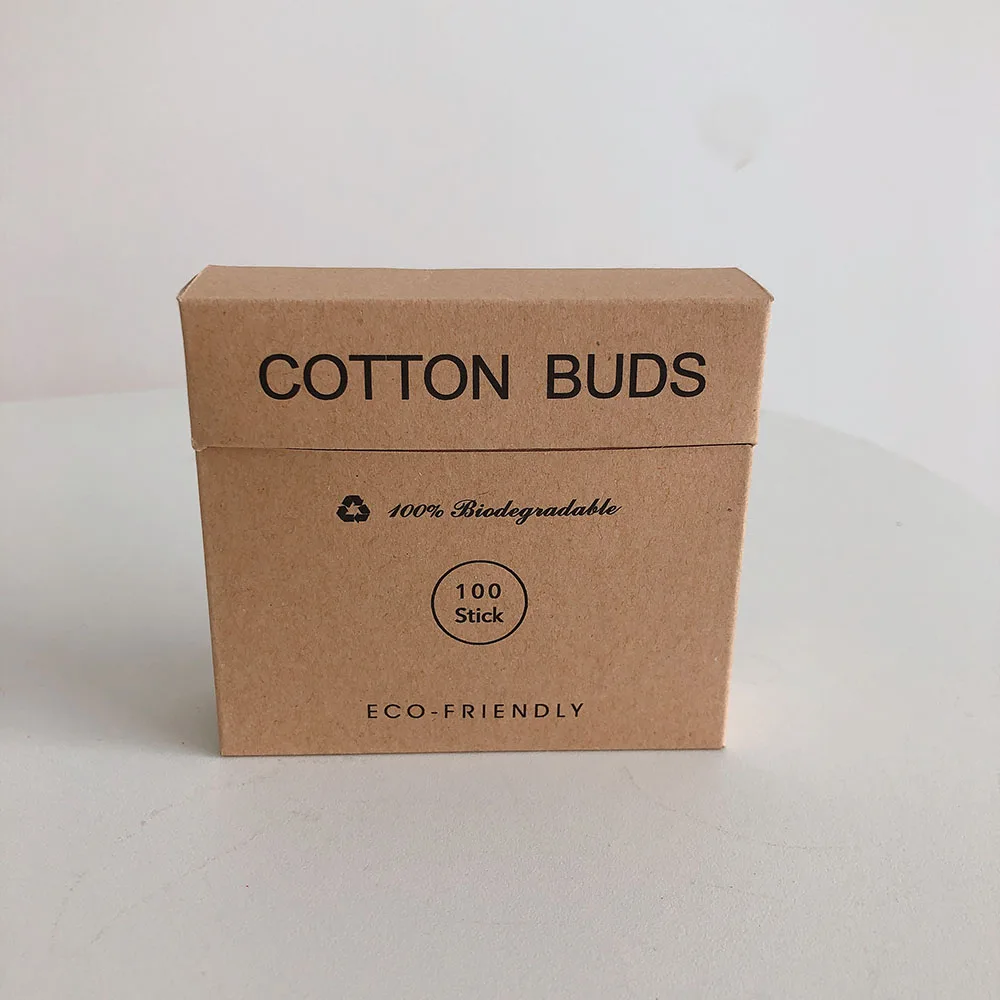 COTTON BUDS
100% Biodegradable
100
Stick
ECO-FRIENDLY